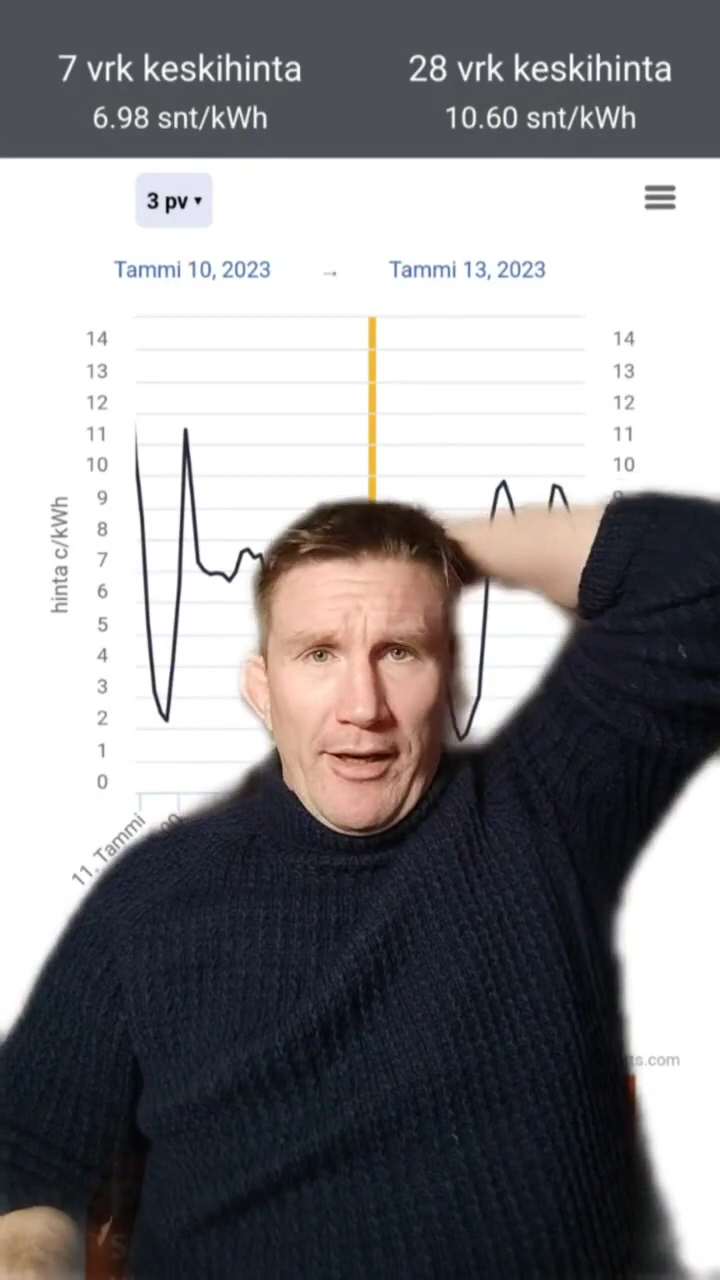 7 vrk keskihinta
6.98 snt/kWh
28 vrk keskihinta
10.60 snt/kWh
3 pv ▾
Tammi 10, 2023 → Tammi 13, 2023
hinta c/kWh
14
13
12
11
10
9
8
7
6
5
4
3
2
1
0
14
13
12
11
10
11. Tammi
ts.com